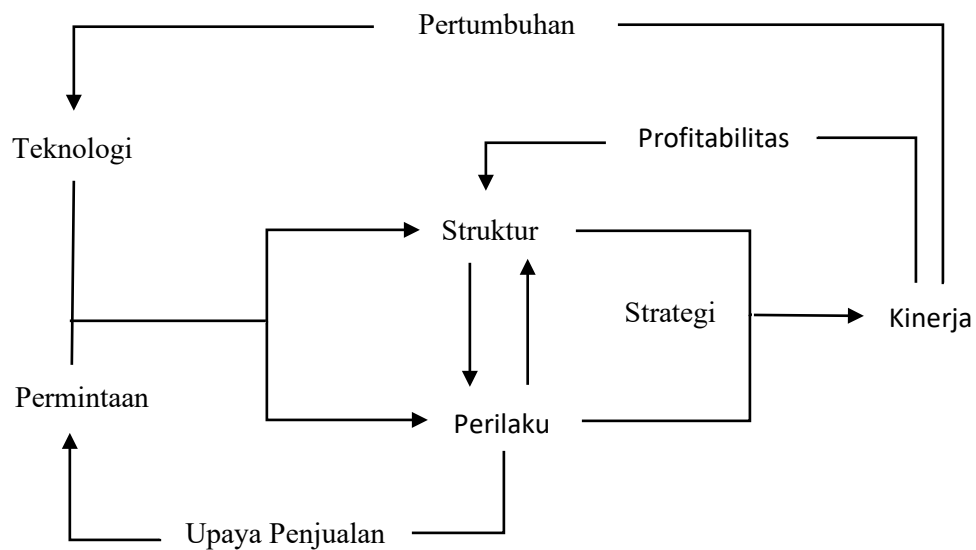 Pertumbuhan
Teknologi
Profitabilitas
Struktur
Strategi
Kinerja
Permintaan
Perilaku
Upaya Penjualan